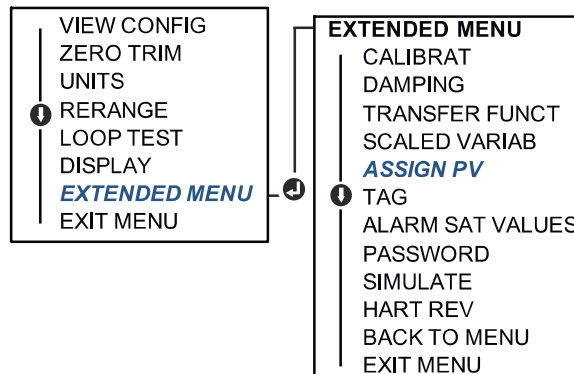 VIEW CONFIG
ZERO TRIM
UNITS
RERANGE
LOOP TEST
DISPLAY
EXTENDED MENU
EXIT MENU
EXTENDED MENU
CALIBRAT
DAMPING
TRANSFER FUNCT
SCALED VARIAB
ASSIGN PV
TAG
ALARM SAT VALUES
PASSWORD
SIMULATE
HART REV
BACK TO MENU
EXIT MENU